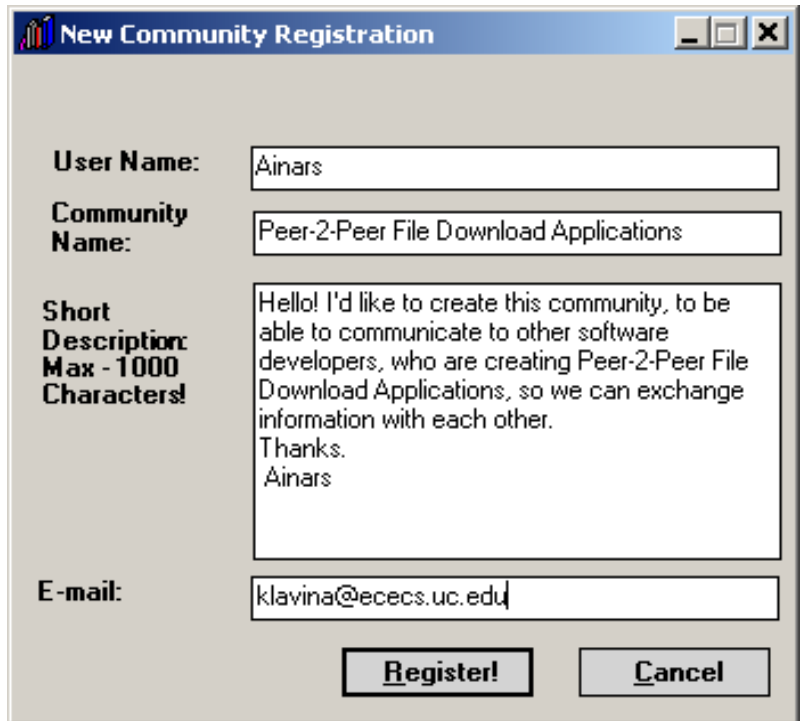 New Community Registration
User Name:
Ainars
Community
Name:
Peer-2-Peer File Download Applications
Short
Description:
Max - 1000
Characters!
Hello! I'd like to create this community, to be
able to communicate to other software
developers, who are creating Peer-2-Peer File
Download Applications, so we can exchange
information with each other.
Thanks.
Ainars
E-mail:
klavina@ececs.uc.edu
Register!
Cancel